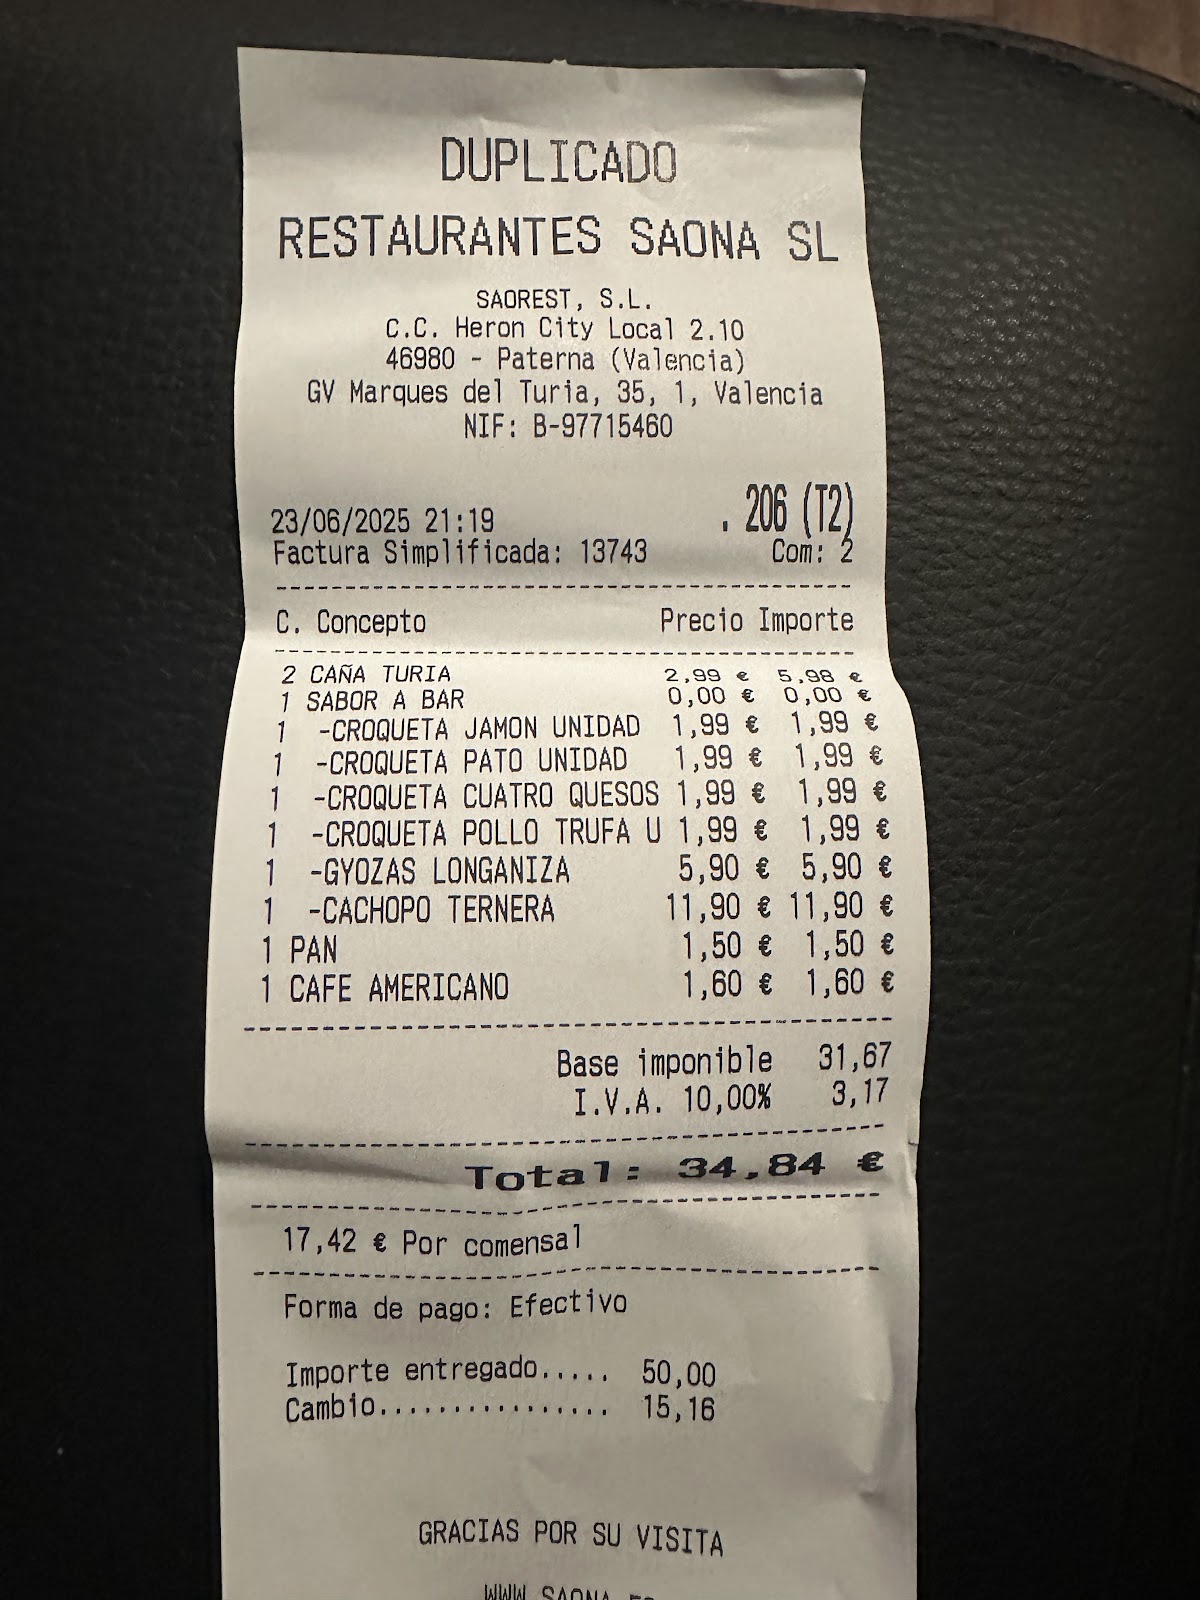 DUPLICADO
RESTAURANTES SAONA SL
SAOREST, S.L.
C.C. Heron City Local 2.10
46980 - Paterna (Valencia)
GV Marques del Turia, 35, 1, Valencia
NIF: B-97715460
. 206 (T2)
23/06/2025 21:19
Factura Simplificada: 13743 Com: 2
C. Concepto Precio Importe
2 CAÑA TURIA 2,99 € 5,98 €
1 SABOR A BAR 0,00 € 0,00 €
1 -CROQUETA JAMON UNIDAD 1,99 € 1,99 €
1 -CROQUETA PATO UNIDAD 1,99 € 1,99 €
1 -CROQUETA CUATRO QUESOS 1,99 € 1,99 €
1 -CROQUETA POLLO TRUFA U 1,99 € 1,99 €
1 -GYOZAS LONGANIZA 5,90 € 5,90 €
1 -CACHOPO TERNERA 11,90 € 11,90 €
1 PAN 1,50 € 1,50 €
1 CAFE AMERICANO 1,60 € 1,60 €
Base imponible 31,67
I.V.A. 10,00% 3,17
Total: 34,84 €
17,42 € Por comensal
Forma de pago: Efectivo
Importe entregado..... 50,00
Cambio................ 15,16
GRACIAS POR SU VISITA
WWW.SAONA.ES